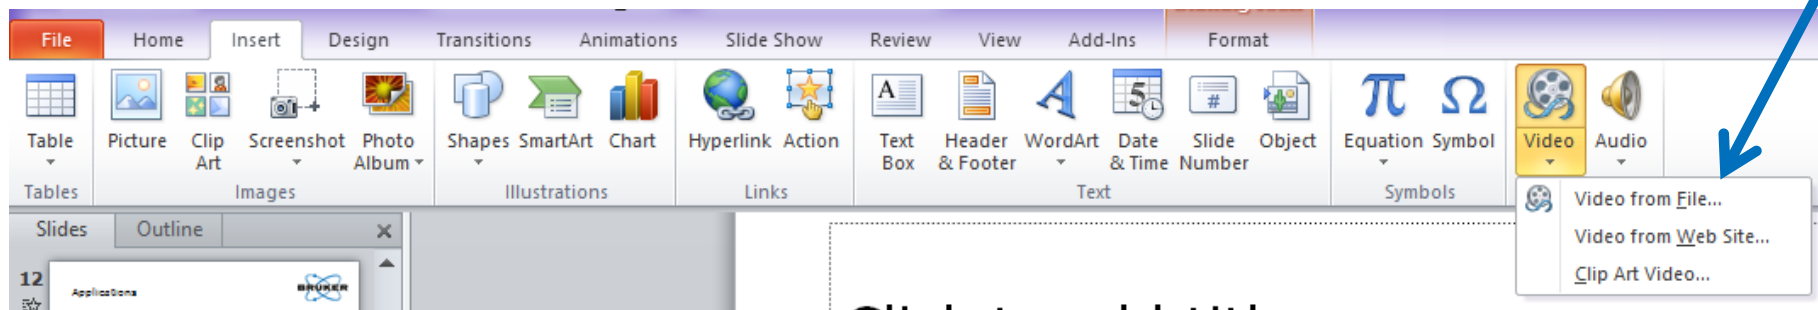 File Home Insert Design Transitions Animations Slide Show Review View Add-Ins Format
Table Picture Clip Art Screenshot Photo Album Shapes SmartArt Chart Hyperlink Action Text Box Header & Footer WordArt Date & Time Slide Number Object Equation Symbol Video Audio
Tables Images Illustrations Links Text Symbols
Video from File...
Video from Web Site...
Clip Art Video...
Slides Outline
12
Applications
BRUKER